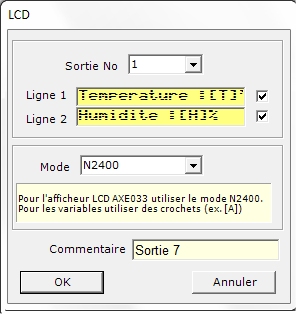 LCD
Sortie No 1
Ligne 1 Temperature :[T]°
Ligne 2 Humidite :[H]%
Mode N2400
Pour l'afficheur LCD AXE033 utiliser le mode N2400.
Pour les variables utiliser des crochets (ex. [A])
Commentaire Sortie 7
OK Annuler